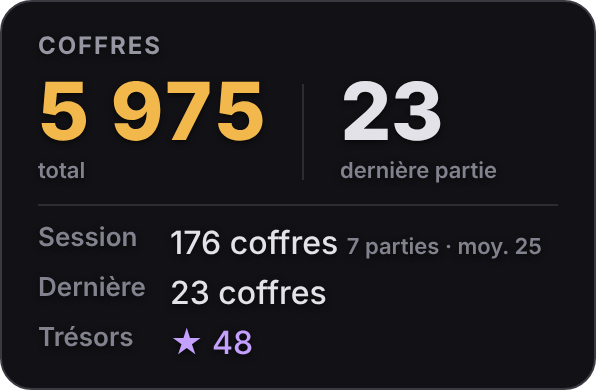 COFFRES
5 975
total
23
dernière partie
Session 176 coffres 7 parties · moy. 25
Dernière 23 coffres
Trésors ★ 48